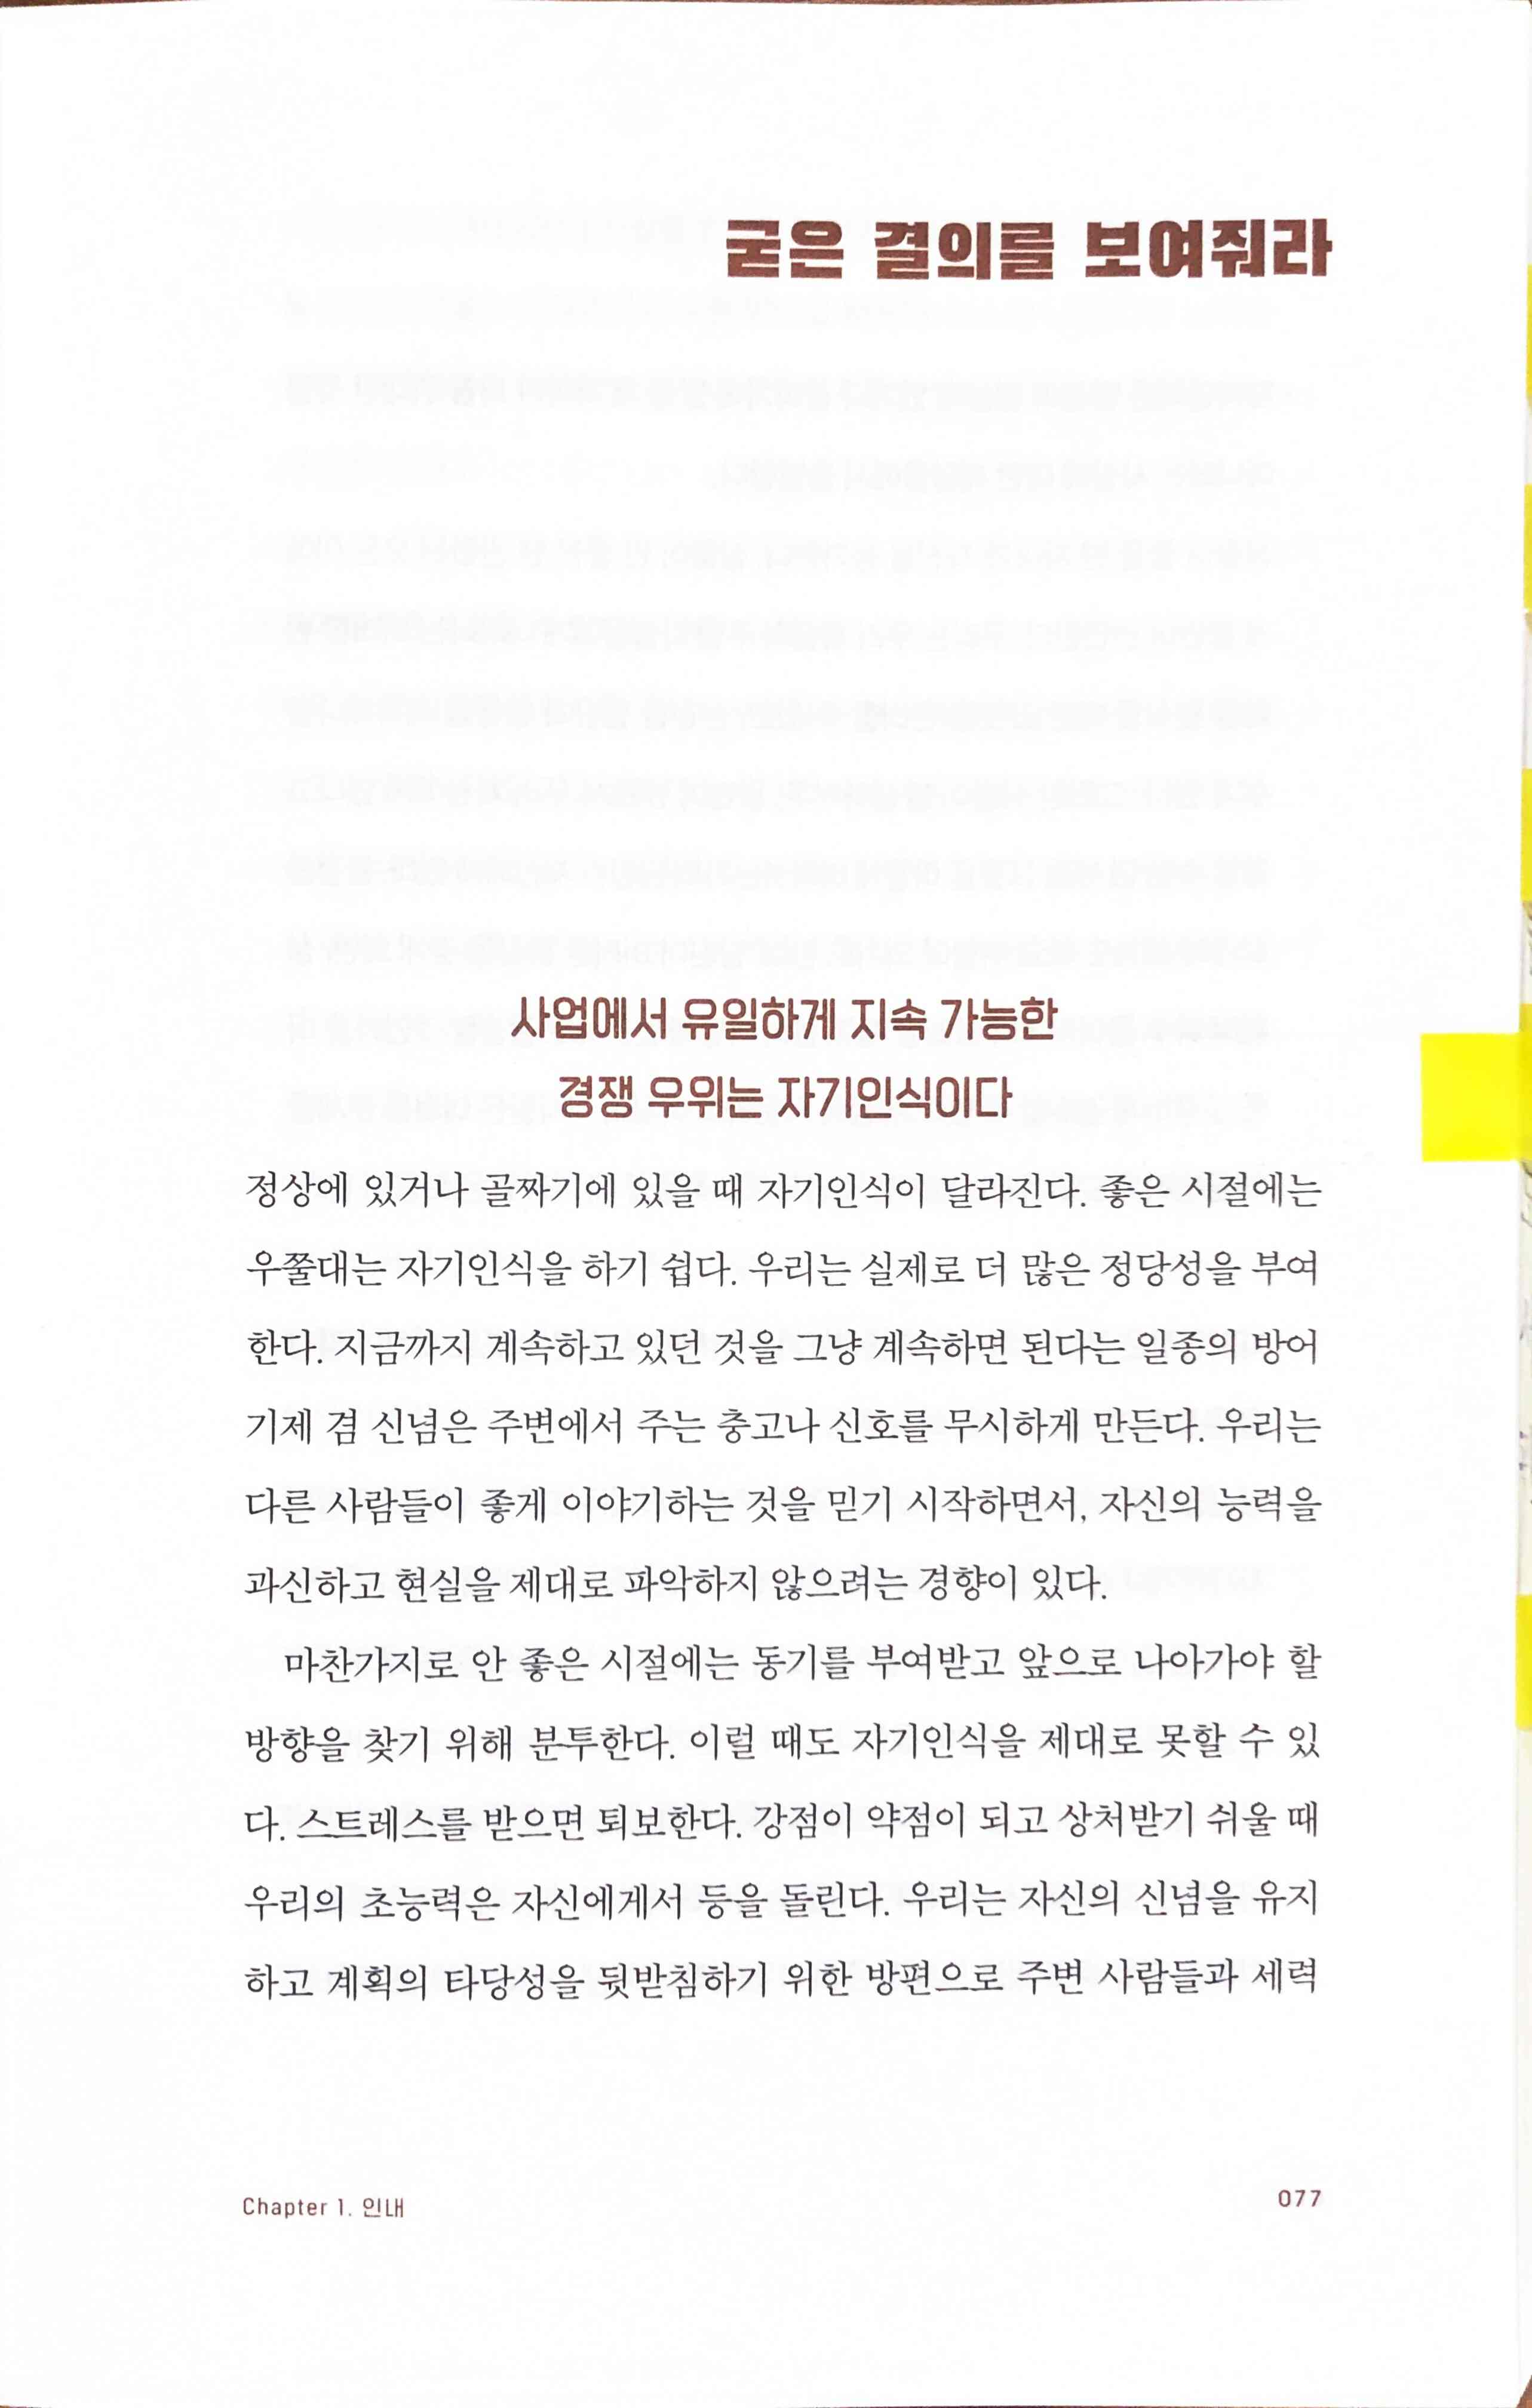 굳은 결의를 보여줘라
사업에서 유일하게 지속 가능한
경쟁 우위는 자기인식이다
정상에 있거나 골짜기에 있을 때 자기인식이 달라진다. 좋은 시절에는
우쭐대는 자기인식을 하기 쉽다. 우리는 실제로 더 많은 정당성을 부여
한다. 지금까지 계속하고 있던 것을 그냥 계속하면 된다는 일종의 방어
기제 겸 신념은 주변에서 주는 충고나 신호를 무시하게 만든다. 우리는
다른 사람들이 좋게 이야기하는 것을 믿기 시작하면서, 자신의 능력을
과신하고 현실을 제대로 파악하지 않으려는 경향이 있다.
마찬가지로 안 좋은 시절에는 동기를 부여받고 앞으로 나아가야 할
방향을 찾기 위해 분투한다. 이럴 때도 자기인식을 제대로 못할 수 있
다. 스트레스를 받으면 퇴보한다. 강점이 약점이 되고 상처받기 쉬울 때
우리의 초능력은 자신에게서 등을 돌린다. 우리는 자신의 신념을 유지
하고 계획의 타당성을 뒷받침하기 위한 방편으로 주변 사람들과 세력
Chapter 1. 인내
077